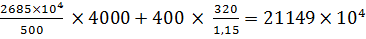 2685×10⁴/500 × 4000 + 400 × 320/1,15 = 21149 × 10⁴